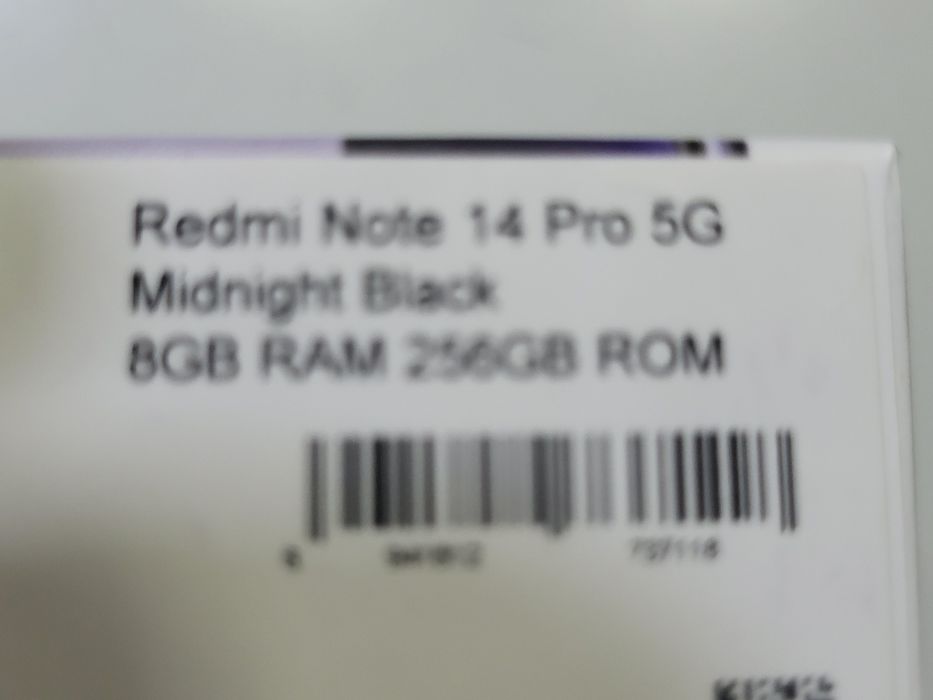 Redmi Note 14 Pro 5G
Midnight Black
8GB RAM 256GB ROM